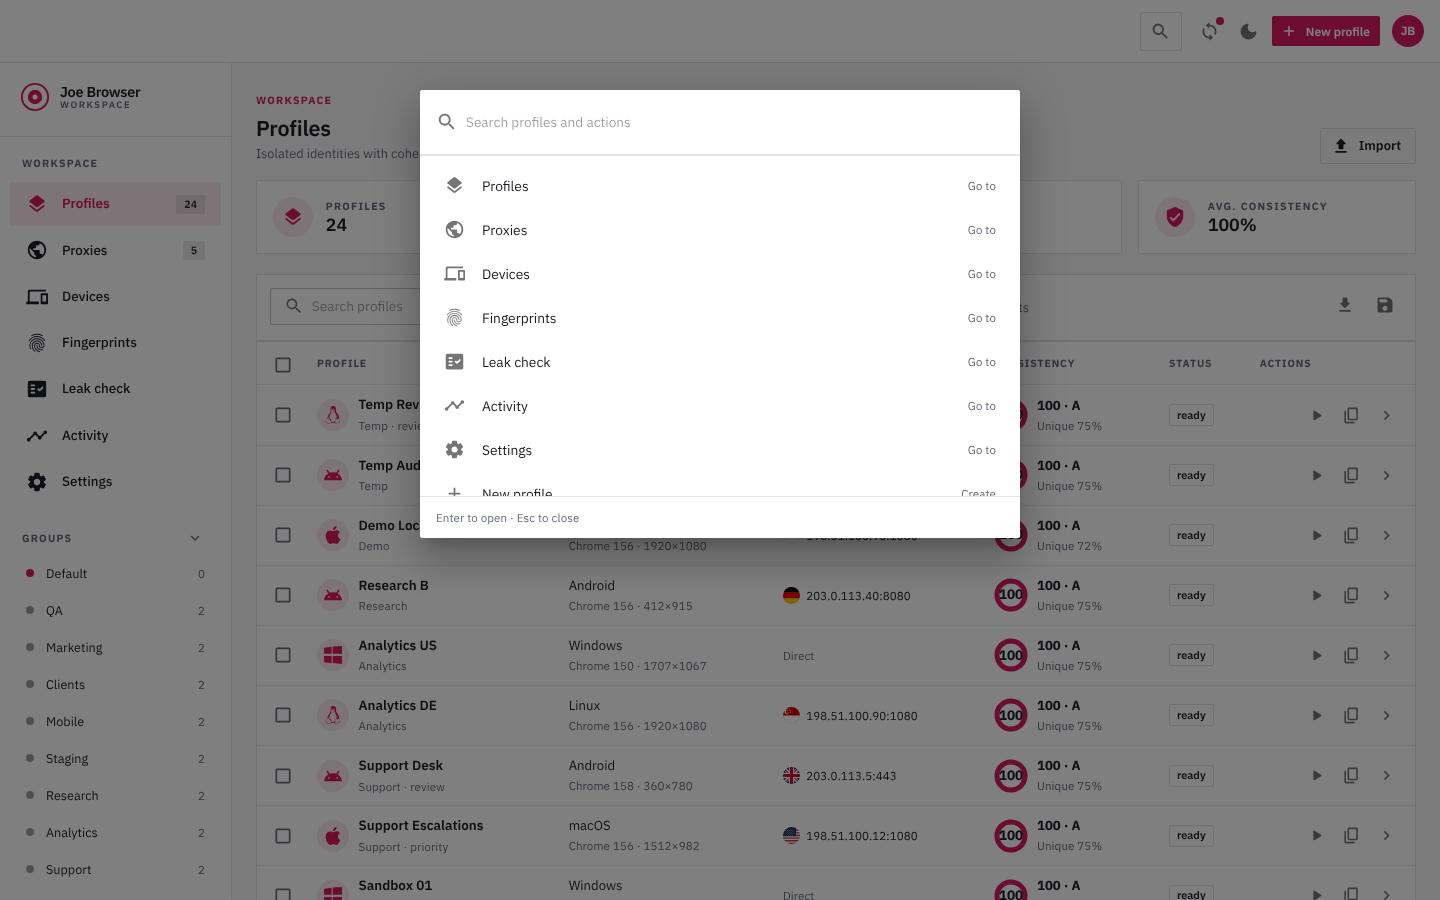 New profile
JB
Joe Browser
WORKSPACE
WORKSPACE
Profiles 24
Proxies 5
Devices
Fingerprints
Leak check
Activity
Settings
GROUPS
Default 0
QA 2
Marketing 2
Clients 2
Mobile 2
Staging 2
Research 2
Analytics 2
Support 2
WORKSPACE
Profiles
Isolated identities with
Import
PROFILES
24
AVG. CONSISTENCY
100%
Search profiles
PROFILE
STATUS
ACTIONS
Temp
Temp ·
100 · A
Unique 75%
ready
Temp
Temp
100 · A
Unique 75%
ready
Demo
Demo
Chrome 156 · 1920×1080
100 · A
Unique 72%
ready
Research B
Research
Android
Chrome 156 · 412×915
203.0.113.40:8080
100
100 · A
Unique 75%
ready
Analytics US
Analytics
Windows
Chrome 150 · 1707×1067
Direct
100
100 · A
Unique 75%
ready
Analytics DE
Analytics
Linux
Chrome 156 · 1920×1080
198.51.100.90:1080
100
100 · A
Unique 75%
ready
Support Desk
Support · review
Android
Chrome 158 · 360×780
203.0.113.5:443
100
100 · A
Unique 75%
ready
Support Escalations
Support · priority
macOS
Chrome 156 · 1512×982
198.51.100.12:1080
100
100 · A
Unique 75%
ready
Sandbox 01
Windows
Direct
100
100 · A
ready
Search profiles and actions
Profiles Go to
Proxies Go to
Devices Go to
Fingerprints Go to
Leak check Go to
Activity Go to
Settings Go to
New profile Create
Enter to open · Esc to close